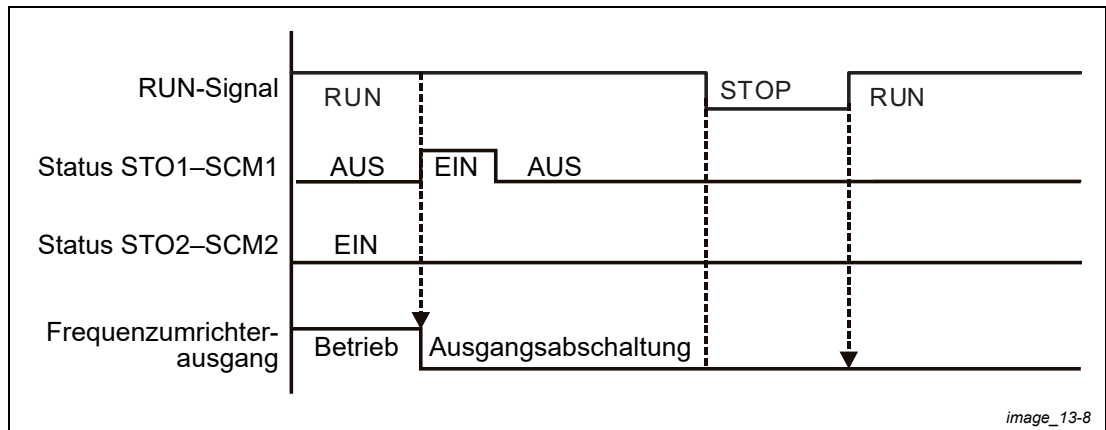 RUN-Signal
RUN
STOP
RUN
Status STO1–SCM1
AUS
EIN
AUS
Status STO2–SCM2
EIN
Frequenzumrichter-
ausgang
Betrieb
Ausgangsabschaltung
image_13-8